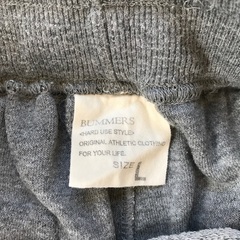 BUMMERS
<HARD USE STYLE>
ORIGINAL ATHLETIC CLOTHING
FOR YOUR LIFE.
SIZE